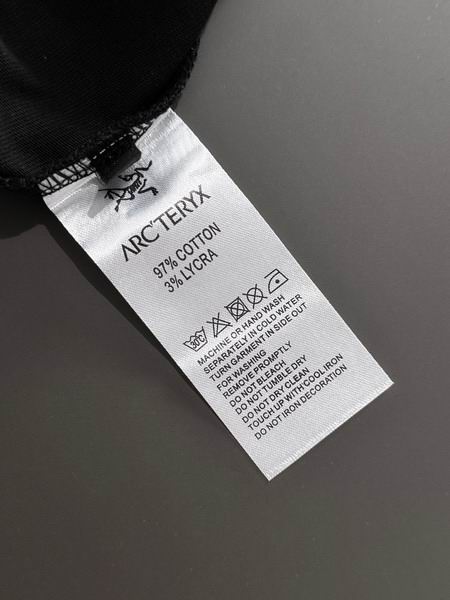 ARC'TERYX
97% COTTON
3% LYCRA
30°C
MACHINE OR HAND WASH
SEPARATELY IN COLD WATER
TURN GARMENT IN SIDE OUT
FOR WASHING
REMOVE PROMPTLY
DO NOT BLEACH
DO NOT TUMBLE DRY
DO NOT DRY CLEAN
TOUCH UP WITH COOL IRON
DO NOT IRON DECORATION